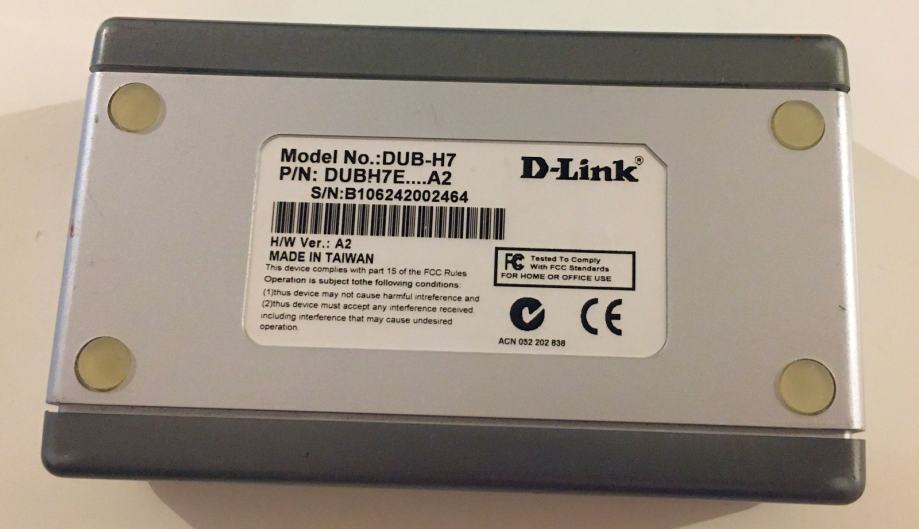 Model No.:DUB-H7
P/N: DUBH7E....A2
S/N:B106242002464
D-Link®
H/W Ver.: A2
MADE IN TAIWAN
This device complies with part 15 of the FCC Rules
Operation is subject tothe following conditions:
(1)thus device may not cause harmful intreference and
(2)thus device must accept any interference received
including interference that may cause undesired
operation
FC Tested To Comply
With FCC Standards
FOR HOME OR OFFICE USE
CE
ACN 052 202 838